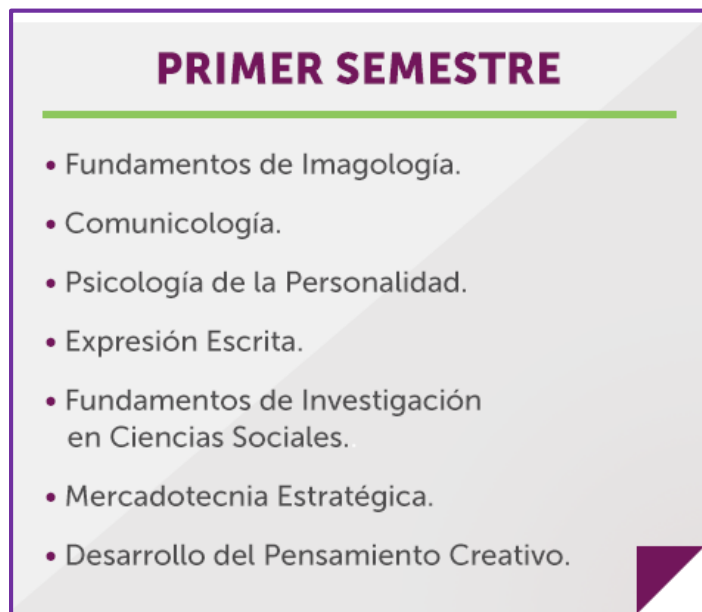 PRIMER SEMESTRE
• Fundamentos de Imagología.
• Comunicología.
• Psicología de la Personalidad.
• Expresión Escrita.
• Fundamentos de Investigación
en Ciencias Sociales..
• Mercadotecnia Estratégica.
• Desarrollo del Pensamiento Creativo.